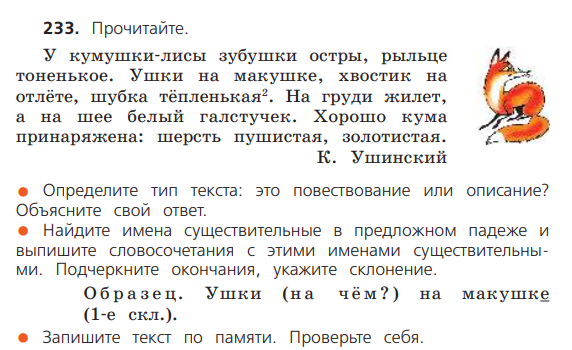 233. Прочитайте.
У кумушки-лисы зубушки остры, рыльце
тоненькое. Ушки на макушке, хвостик на
отлёте, шубка тёпленькая². На груди жилет,
а на шее белый галстучек. Хорошо кума
принаряжена: шерсть пушистая, золотистая.
К. Ушинский
● Определите тип текста: это повествование или описание?
Объясните свой ответ.
● Найдите имена существительные в предложном падеже и
выпишите словосочетания с этими именами существительны-
ми. Подчеркните окончания, укажите склонение.
Образец. Ушки (на чём?) на макушке
(1-е скл.).
● Запишите текст по памяти. Проверьте себя.